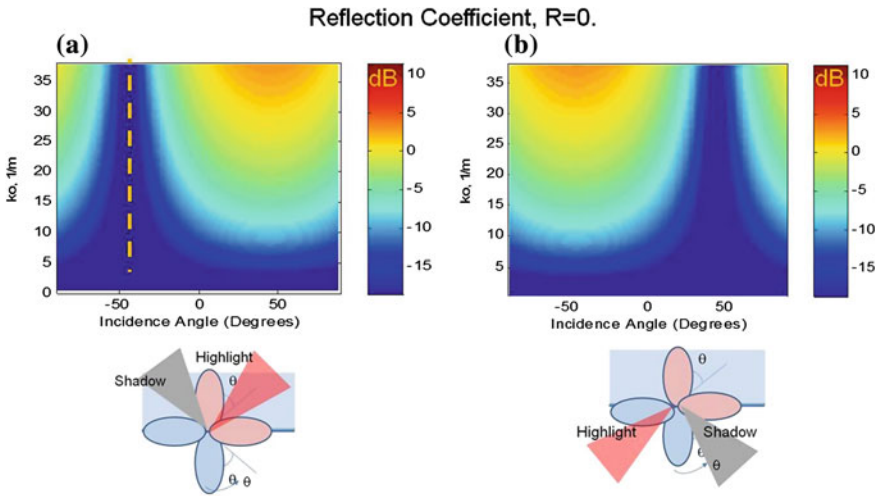 Reflection Coefficient, R=0.
(a)
(b)
35
30
25
20
15
10
5
0
ko, 1/m
-50
0
50
Incidence Angle (Degrees)
dB
10
5
0
-5
-10
-15
35
30
25
20
15
10
5
ko, 1/m
-50
0
50
Incidence Angle (Degrees)
dB
10
5
0
-5
-10
-15
Highlight
Shadow
θ
θ
θ
θ
Highlight
Shadow
θ
θ